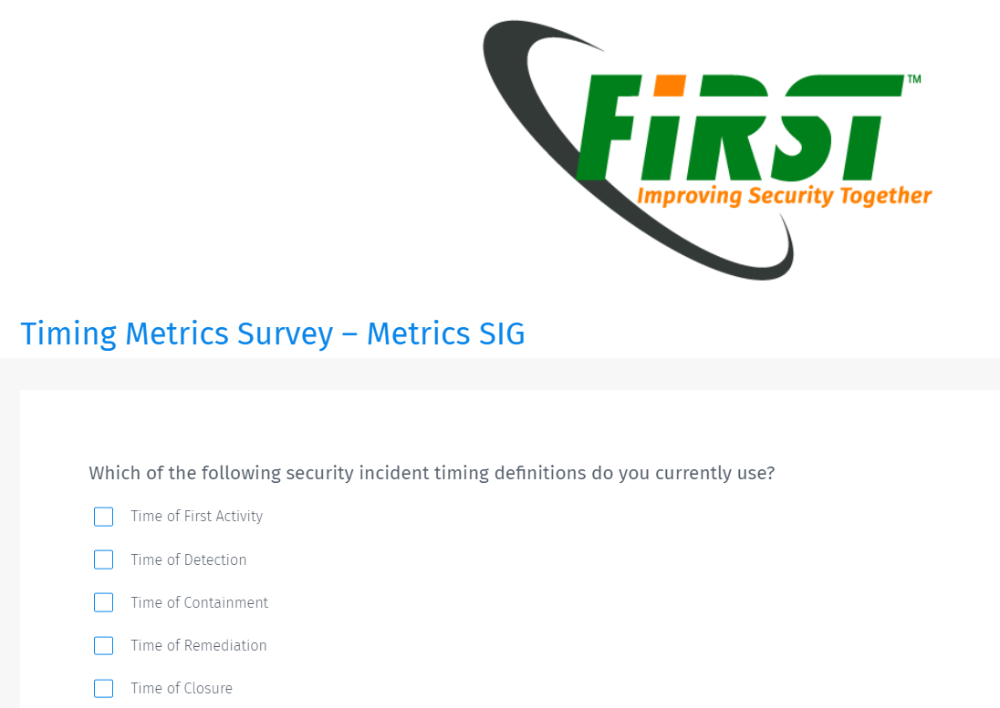 FiRST™
Improving Security Together
Timing Metrics Survey – Metrics SIG
Which of the following security incident timing definitions do you currently use?
Time of First Activity
Time of Detection
Time of Containment
Time of Remediation
Time of Closure